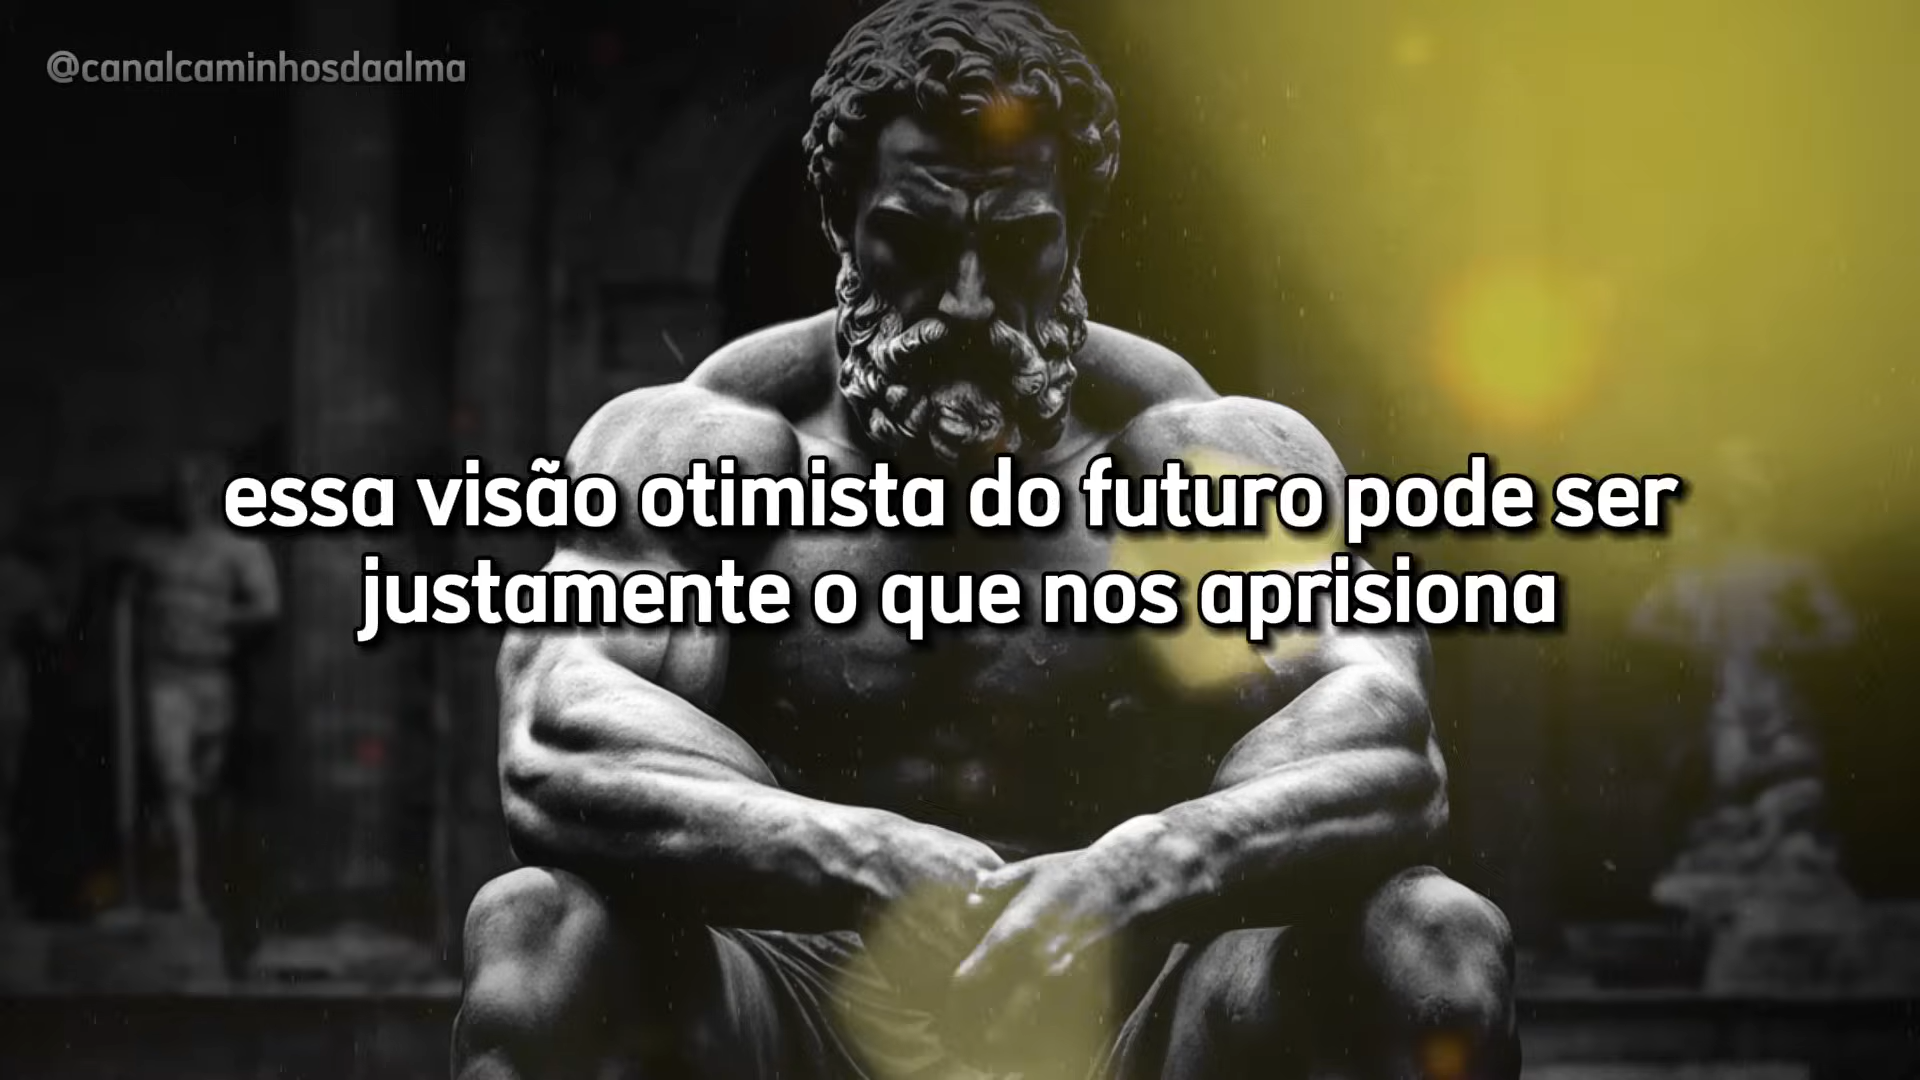 @canalcaminhosdaalma
essa visão otimista do futuro pode ser
justamente o que nos aprisiona